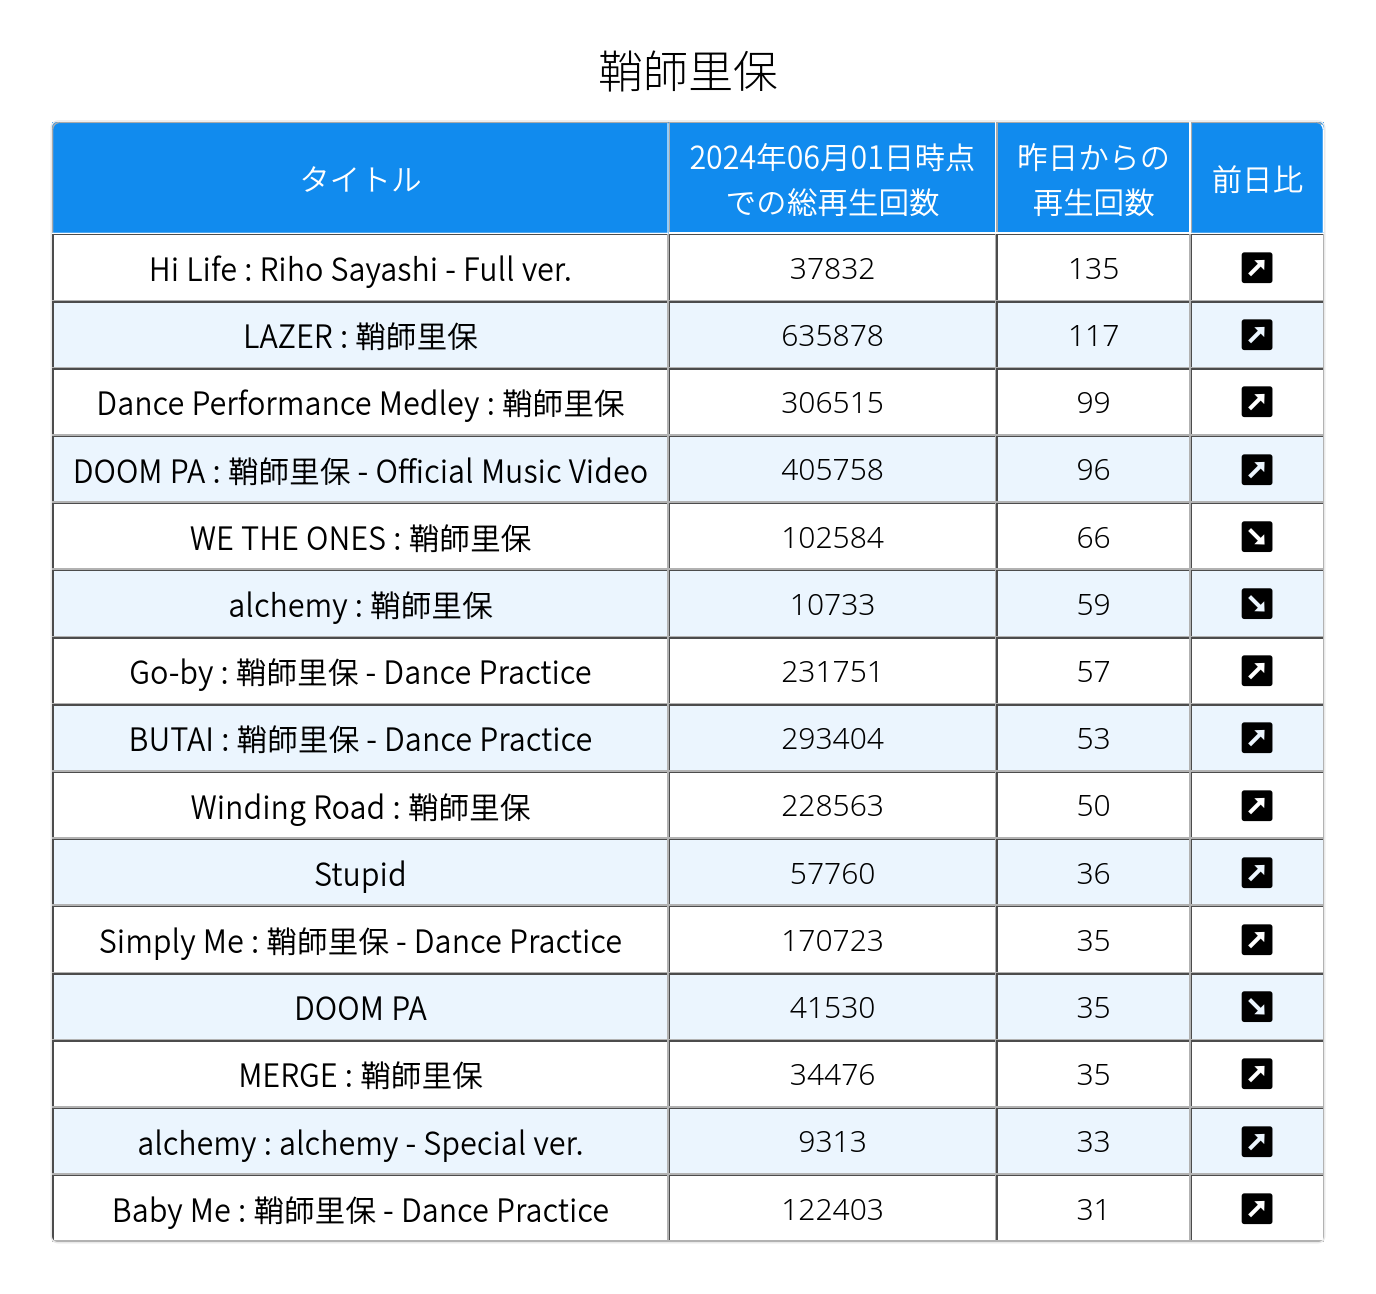 鞘師里保
タイトル
2024年06月01日時点
での総再生回数
昨日からの
再生回数
前日比
Hi Life : Riho Sayashi - Full ver. 37832 135
LAZER : 鞘師里保 635878 117
Dance Performance Medley : 鞘師里保 306515 99
DOOM PA : 鞘師里保 - Official Music Video 405758 96
WE THE ONES : 鞘師里保 102584 66
alchemy : 鞘師里保 10733 59
Go-by : 鞘師里保 - Dance Practice 231751 57
BUTAI : 鞘師里保 - Dance Practice 293404 53
Winding Road : 鞘師里保 228563 50
Stupid 57760 36
Simply Me : 鞘師里保 - Dance Practice 170723 35
DOOM PA 41530 35
MERGE : 鞘師里保 34476 35
alchemy : alchemy - Special ver. 9313 33
Baby Me : 鞘師里保 - Dance Practice 122403 31